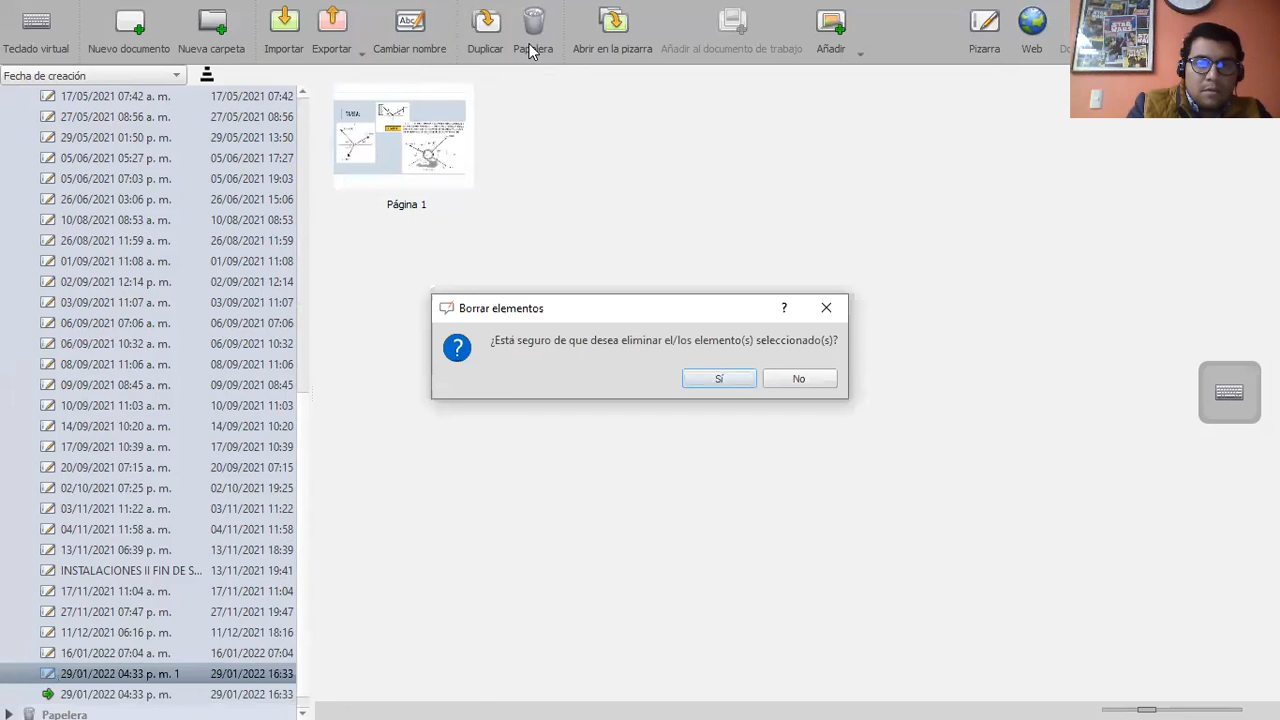 Teclado virtual
Nuevo documento
Nueva carpeta
Importar
Exportar
Abc
Cambiar nombre
Duplicar
Papelera
Abrir en la pizarra
Añadir al documento de trabajo
Añadir
Pizarra
Web
STAR WARS
Fecha de creación
17/05/2021 07:42 a. m. 17/05/2021 07:42
27/05/2021 08:56 a. m. 27/05/2021 08:56
29/05/2021 01:50 p. m. 29/05/2021 13:50
05/06/2021 05:27 p. m. 05/06/2021 17:27
05/06/2021 07:03 p. m. 05/06/2021 19:03
26/06/2021 03:06 p. m. 26/06/2021 15:06
10/08/2021 08:53 a. m. 10/08/2021 08:53
26/08/2021 11:59 a. m. 26/08/2021 11:59
01/09/2021 11:08 a. m. 01/09/2021 11:08
02/09/2021 12:14 p. m. 02/09/2021 12:14
03/09/2021 11:07 a. m. 03/09/2021 11:07
06/09/2021 07:06 a. m. 06/09/2021 07:06
06/09/2021 10:32 a. m. 06/09/2021 10:32
08/09/2021 11:06 a. m. 08/09/2021 11:06
09/09/2021 08:45 a. m. 09/09/2021 08:45
10/09/2021 11:03 a. m. 10/09/2021 11:03
14/09/2021 10:20 a. m. 14/09/2021 10:20
17/09/2021 10:39 a. m. 17/09/2021 10:39
20/09/2021 07:15 a. m. 20/09/2021 07:15
02/10/2021 07:25 p. m. 02/10/2021 19:25
03/11/2021 11:22 a. m. 03/11/2021 11:22
04/11/2021 11:58 a. m. 04/11/2021 11:58
13/11/2021 06:39 p. m. 13/11/2021 18:39
INSTALACIONES II FIN DE S... 13/11/2021 19:41
17/11/2021 11:04 a. m. 17/11/2021 11:04
27/11/2021 07:47 p. m. 27/11/2021 19:47
11/12/2021 06:16 p. m. 11/12/2021 18:16
16/01/2022 07:04 a. m. 16/01/2022 07:04
29/01/2022 04:33 p. m. 1 29/01/2022 16:33
29/01/2022 04:33 p. m. 29/01/2022 16:33
Papelera
Página 1
Borrar elementos
?
¿Está seguro de que desea eliminar el/los elemento(s) seleccionado(s)?
Sí
No